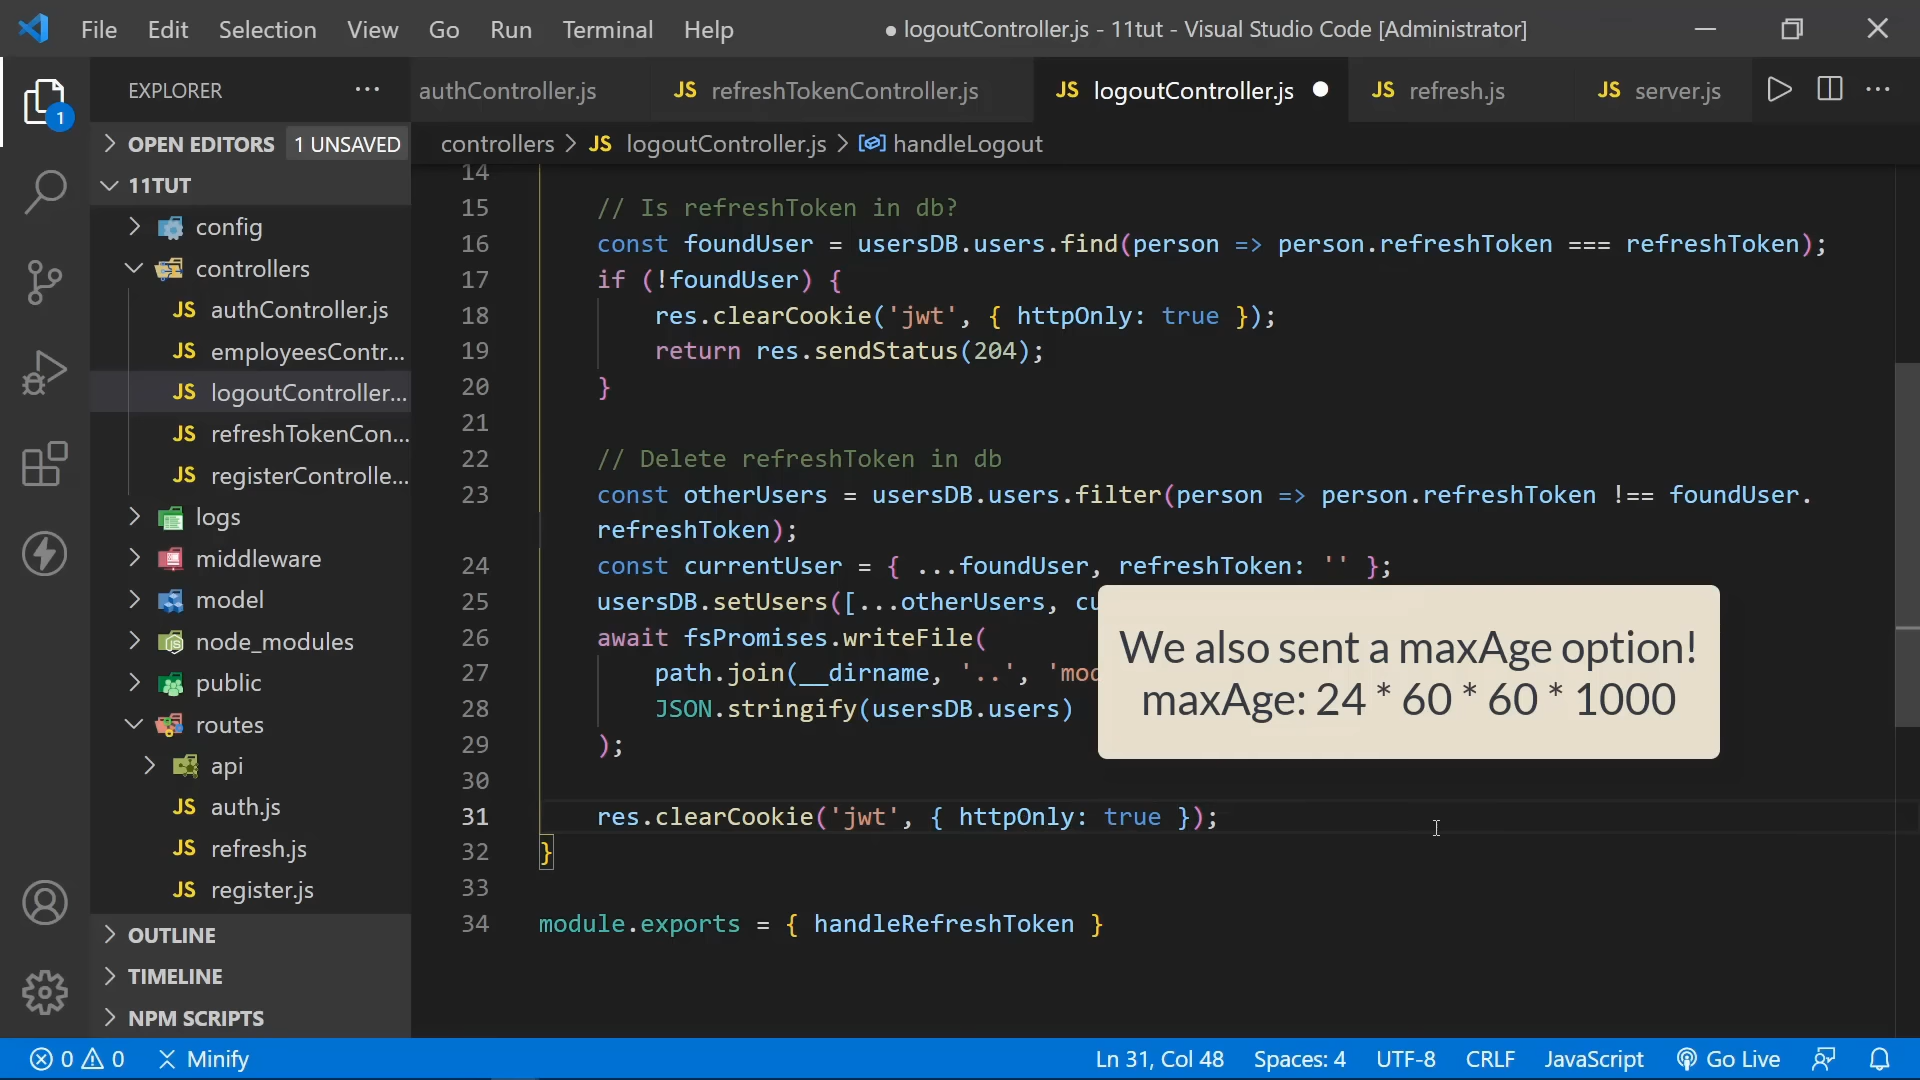 File Edit Selection View Go Run Terminal Help
● logoutController.js - 11tut - Visual Studio Code [Administrator]
EXPLORER ···
authController.js
JS refreshTokenController.js
JS logoutController.js ●
JS refresh.js
JS server.js
1
OPEN EDITORS 1 UNSAVED
11TUT
config
controllers
JS authController.js
JS employeesContr...
JS logoutController...
JS refreshTokenCon...
JS registerControlle...
logs
middleware
model
node_modules
public
routes
api
JS auth.js
JS refresh.js
JS register.js
OUTLINE
TIMELINE
NPM SCRIPTS
controllers > JS logoutController.js > handleLogout
14
15 // Is refreshToken in db?
16 const foundUser = usersDB.users.find(person => person.refreshToken === refreshToken);
17 if (!foundUser) {
18 res.clearCookie('jwt', { httpOnly: true });
19 return res.sendStatus(204);
20 }
21
22 // Delete refreshToken in db
23 const otherUsers = usersDB.users.filter(person => person.refreshToken !== foundUser.
refreshToken);
24 const currentUser = { ...foundUser, refreshToken: '' };
25 usersDB.setUsers([...otherUsers, cu
26 await fsPromises.writeFile(
27 path.join(__dirname, '..', 'mod
28 JSON.stringify(usersDB.users)
29 );
30
31 res.clearCookie('jwt', { httpOnly: true });
32 }
33
34 module.exports = { handleRefreshToken }
We also sent a maxAge option!
maxAge: 24 * 60 * 60 * 1000
0 0 Minify
Ln 31, Col 48 Spaces: 4 UTF-8 CRLF JavaScript Go Live